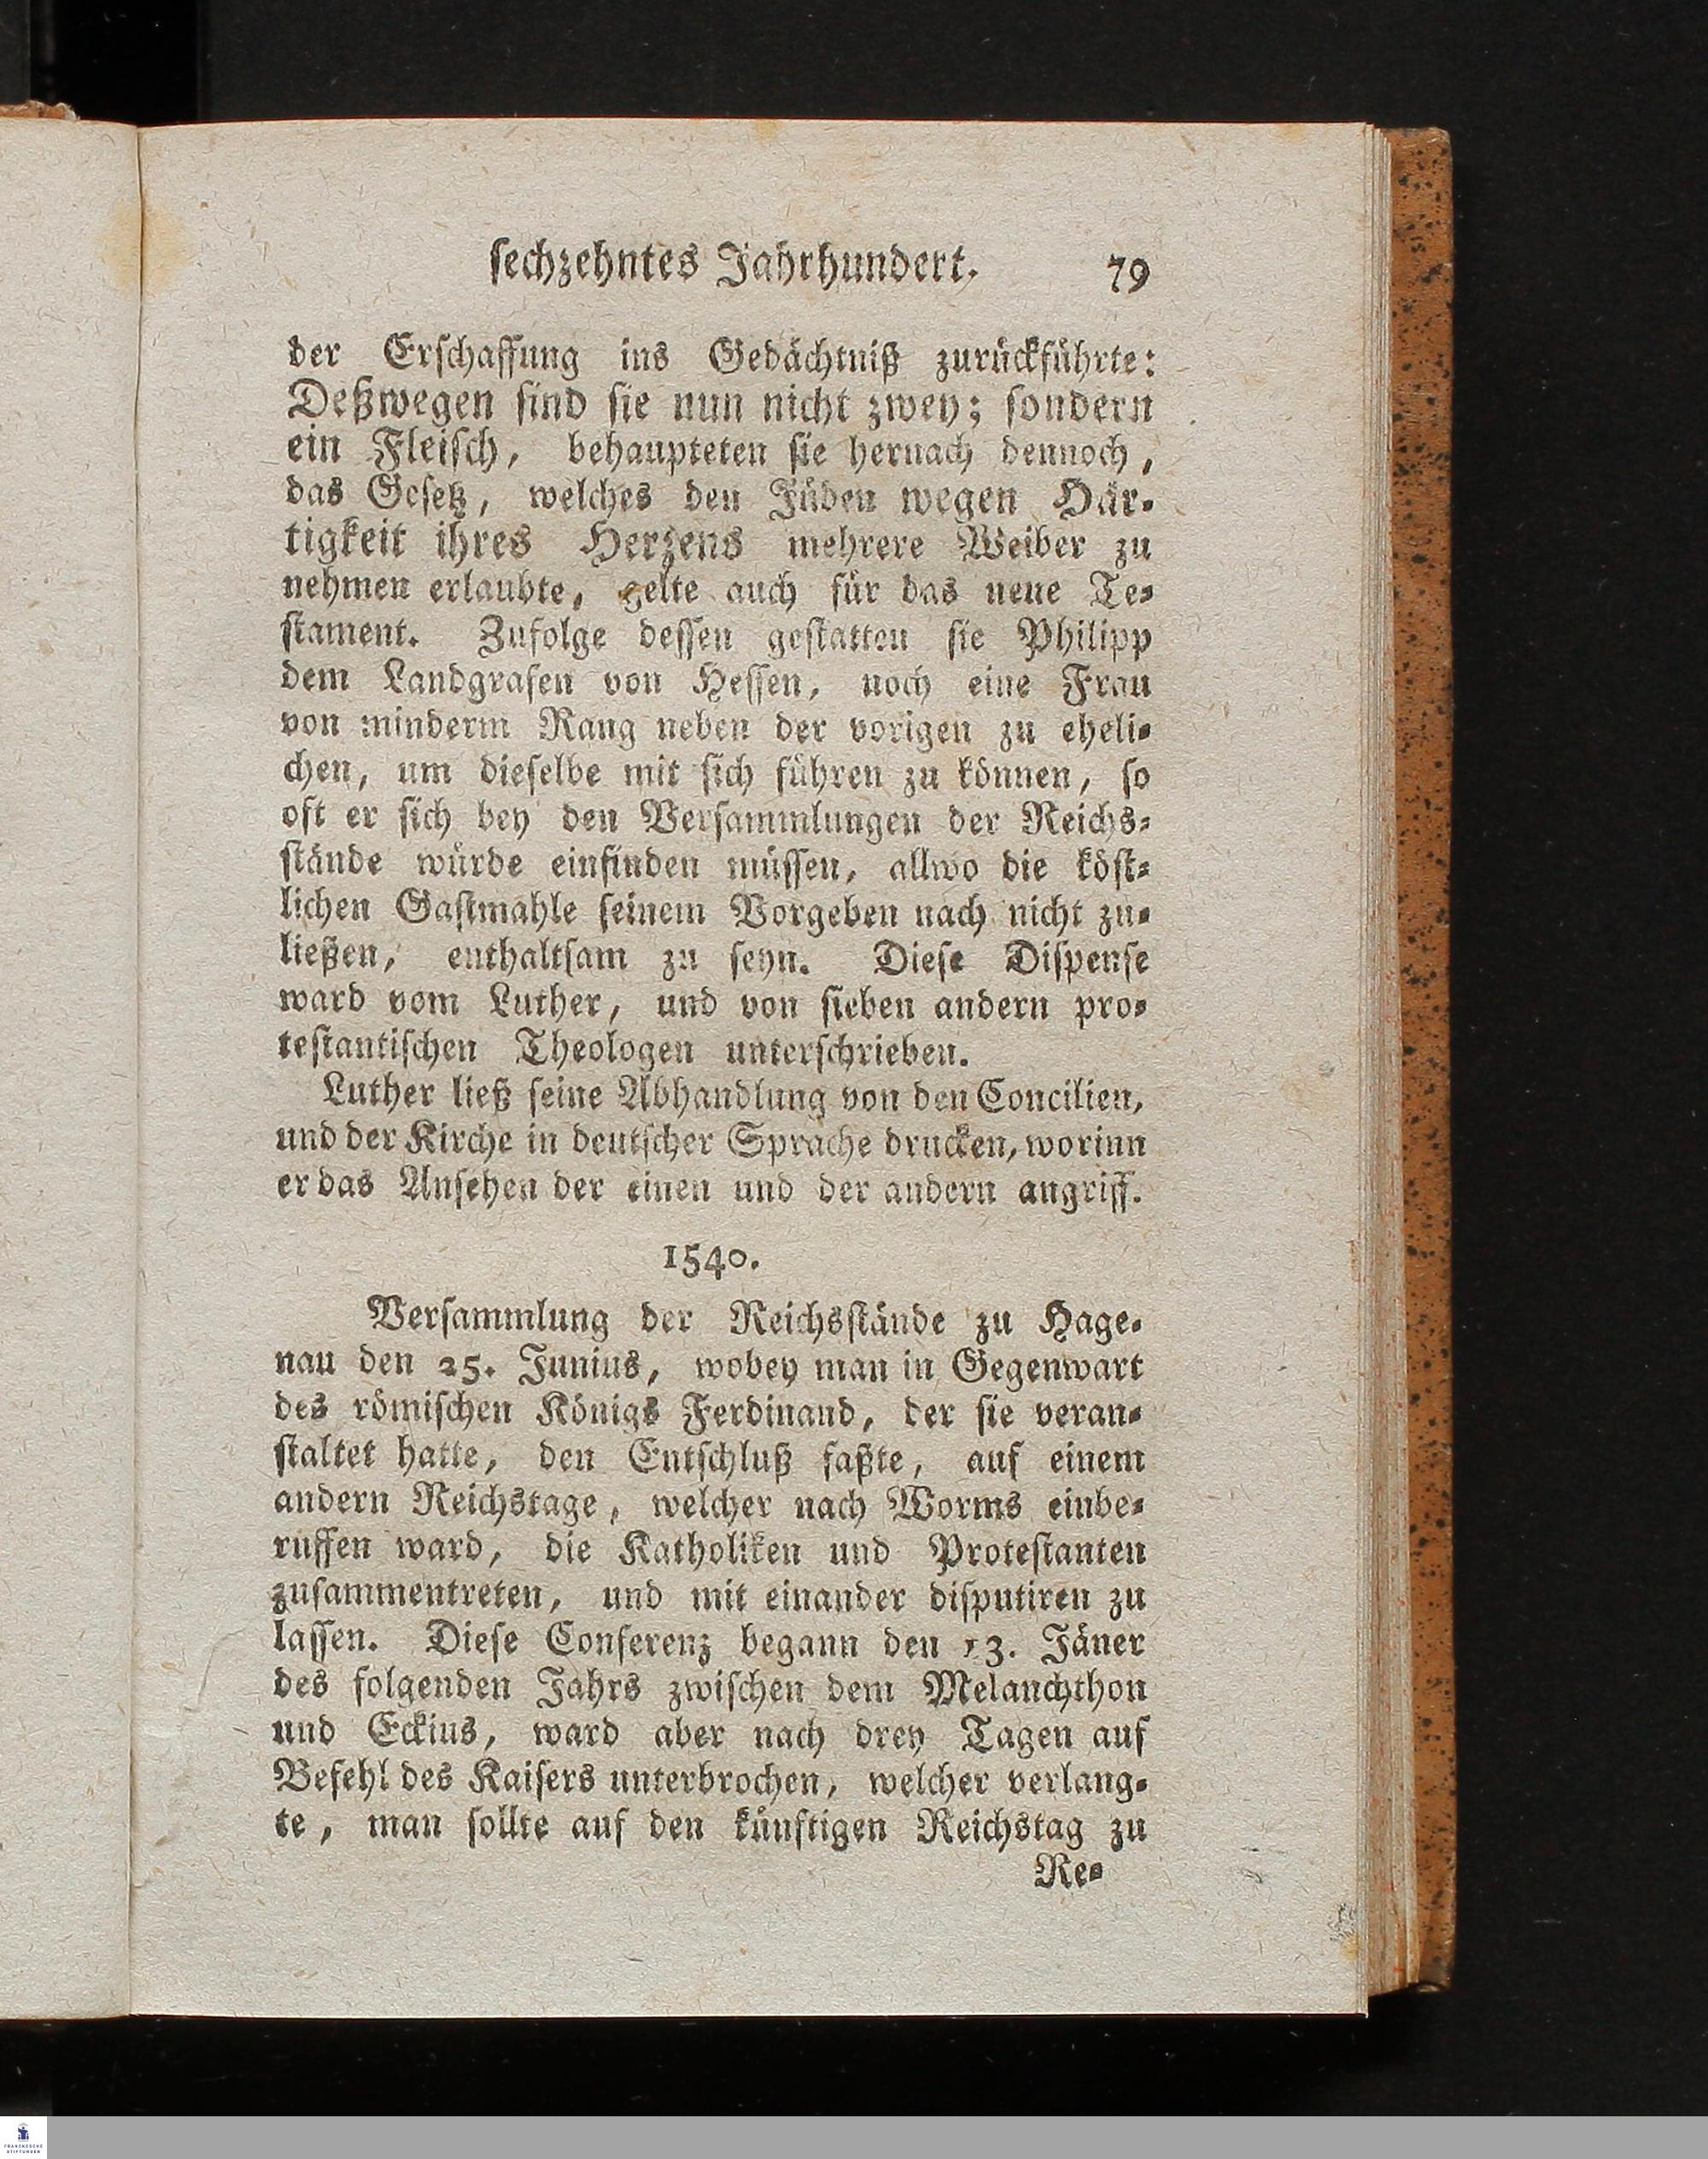 sechzehntes Jahrhundert. 79
der Erschaffung ins Gedächtniß zurückführte:
Deßwegen sind sie nun nicht zwey; sondern
ein Fleisch, behaupteten sie hernach dennoch,
das Gesetz, welches den Jüden wegen Här-
tigkeit ihres Herzens mehrere Weiber zu
nehmen erlaubte, gelte auch für das neue Te-
stament. Zufolge dessen gestatten sie Philipp
dem Landgrafen von Hessen, noch eine Frau
von minderm Rang neben der vorigen zu eheli-
chen, um dieselbe mit sich führen zu können, so
oft er sich bey den Versammlungen der Reichs-
stände würde einfinden müssen, allwo die köst-
lichen Gastmahle seinem Vorgeben nach nicht zu-
ließen, enthaltsam zu seyn. Diese Dispense
ward vom Luther, und von sieben andern pro-
testantischen Theologen unterschrieben.
Luther ließ seine Abhandlung von den Concilien,
und der Kirche in deutscher Sprache drucken, worinn
er das Ansehen der einen und der andern angriff.
1540.
Versammlung der Reichsstände zu Hage-
nau den 25. Junius, wobey man in Gegenwart
des römischen Königs Ferdinand, der sie veran-
staltet hatte, den Entschluß faßte, auf einem
andern Reichstage, welcher nach Worms einbe-
ruffen ward, die Katholiken und Protestanten
zusammentreten, und mit einander disputiren zu
lassen. Diese Conferenz begann den 13. Jäner
des folgenden Jahrs zwischen dem Melanchthon
und Eckius, ward aber nach drey Tagen auf
Befehl des Kaisers unterbrochen, welcher verlang-
te, man sollte auf den künftigen Reichstag zu
Re-
FRANCKESCHE
STIFTUNGEN